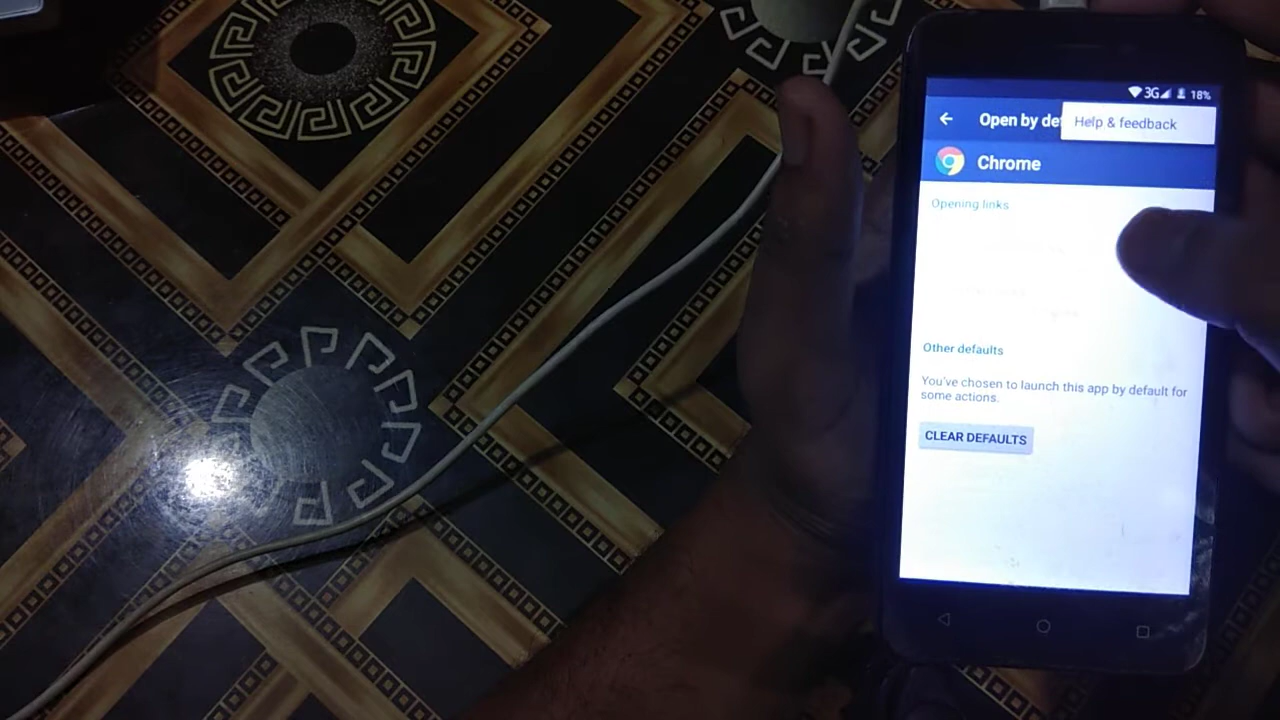 3G 18%
Open by de
Help & feedback
Chrome
Opening links
Other defaults
You've chosen to launch this app by default for
some actions.
CLEAR DEFAULTS